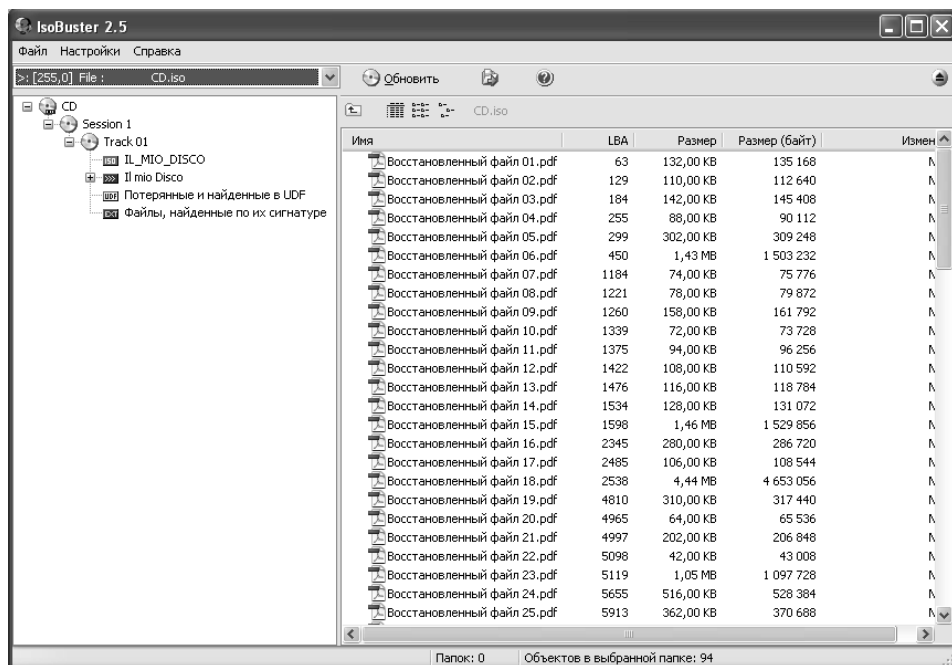 IsoBuster 2.5
Файл Настройки Справка
>: [255,0] File : CD.iso
Обновить
CD.iso
CD
Session 1
Track 01
ISO IL_MIO_DISCO
Il mio Disco
UDF Потерянные и найденные в UDF
EXT Файлы, найденные по их сигнатуре
Имя LBA Размер Размер (байт) Измен
Восстановленный файл 01.pdf 63 132,00 KB 135 168
Восстановленный файл 02.pdf 129 110,00 KB 112 640
Восстановленный файл 03.pdf 184 142,00 KB 145 408
Восстановленный файл 04.pdf 255 88,00 KB 90 112
Восстановленный файл 05.pdf 299 302,00 KB 309 248
Восстановленный файл 06.pdf 450 1,43 MB 1 503 232
Восстановленный файл 07.pdf 1184 74,00 KB 75 776
Восстановленный файл 08.pdf 1221 78,00 KB 79 872
Восстановленный файл 09.pdf 1260 158,00 KB 161 792
Восстановленный файл 10.pdf 1339 72,00 KB 73 728
Восстановленный файл 11.pdf 1375 94,00 KB 96 256
Восстановленный файл 12.pdf 1422 108,00 KB 110 592
Восстановленный файл 13.pdf 1476 116,00 KB 118 784
Восстановленный файл 14.pdf 1534 128,00 KB 131 072
Восстановленный файл 15.pdf 1598 1,46 MB 1 529 856
Восстановленный файл 16.pdf 2345 280,00 KB 286 720
Восстановленный файл 17.pdf 2485 106,00 KB 108 544
Восстановленный файл 18.pdf 2538 4,44 MB 4 653 056
Восстановленный файл 19.pdf 4810 310,00 KB 317 440
Восстановленный файл 20.pdf 4965 64,00 KB 65 536
Восстановленный файл 21.pdf 4997 202,00 KB 206 848
Восстановленный файл 22.pdf 5098 42,00 KB 43 008
Восстановленный файл 23.pdf 5119 1,05 MB 1 097 728
Восстановленный файл 24.pdf 5655 516,00 KB 528 384
Восстановленный файл 25.pdf 5913 362,00 KB 370 688
Папок: 0 Объектов в выбранной папке: 94